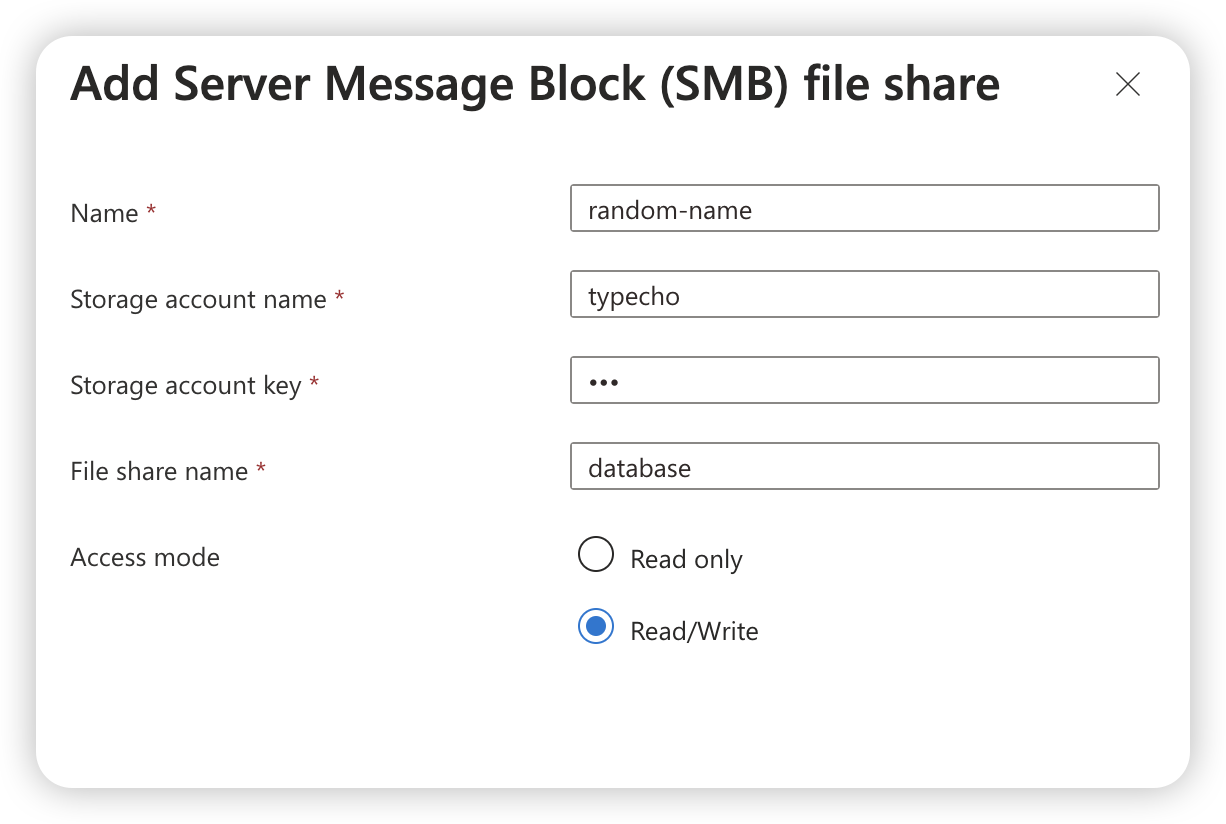 Add Server Message Block (SMB) file share
Name *
random-name
Storage account name *
typecho
Storage account key *
•••
File share name *
database
Access mode
Read only
Read/Write